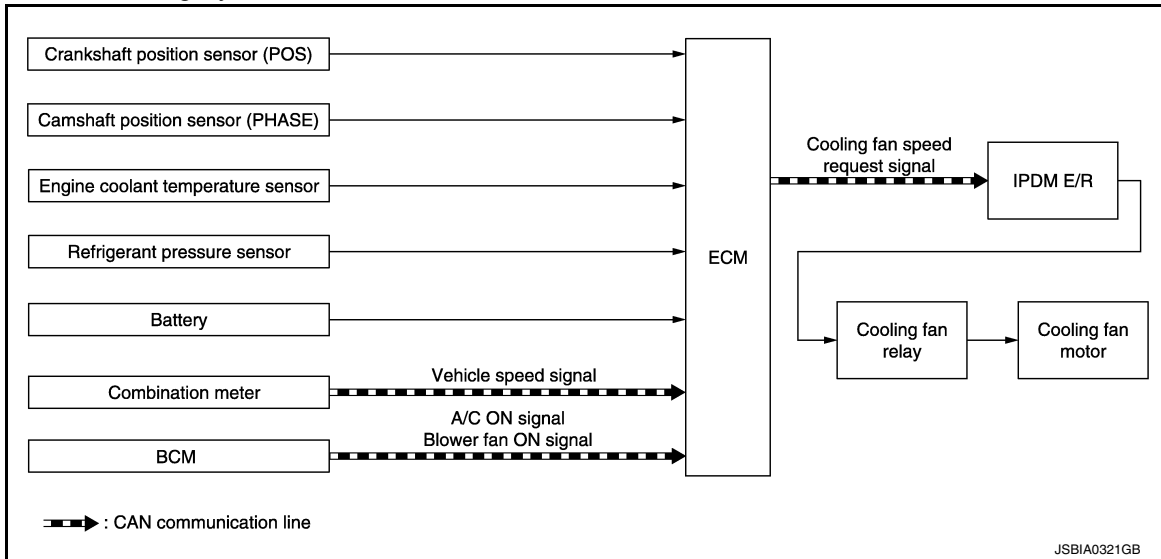 Crankshaft position sensor (POS)
Camshaft position sensor (PHASE)
Engine coolant temperature sensor
Refrigerant pressure sensor
Battery
Combination meter
BCM
Vehicle speed signal
A/C ON signal
Blower fan ON signal
ECM
Cooling fan speed
request signal
IPDM E/R
Cooling fan
relay
Cooling fan
motor
: CAN communication line
JSBIA0321GB